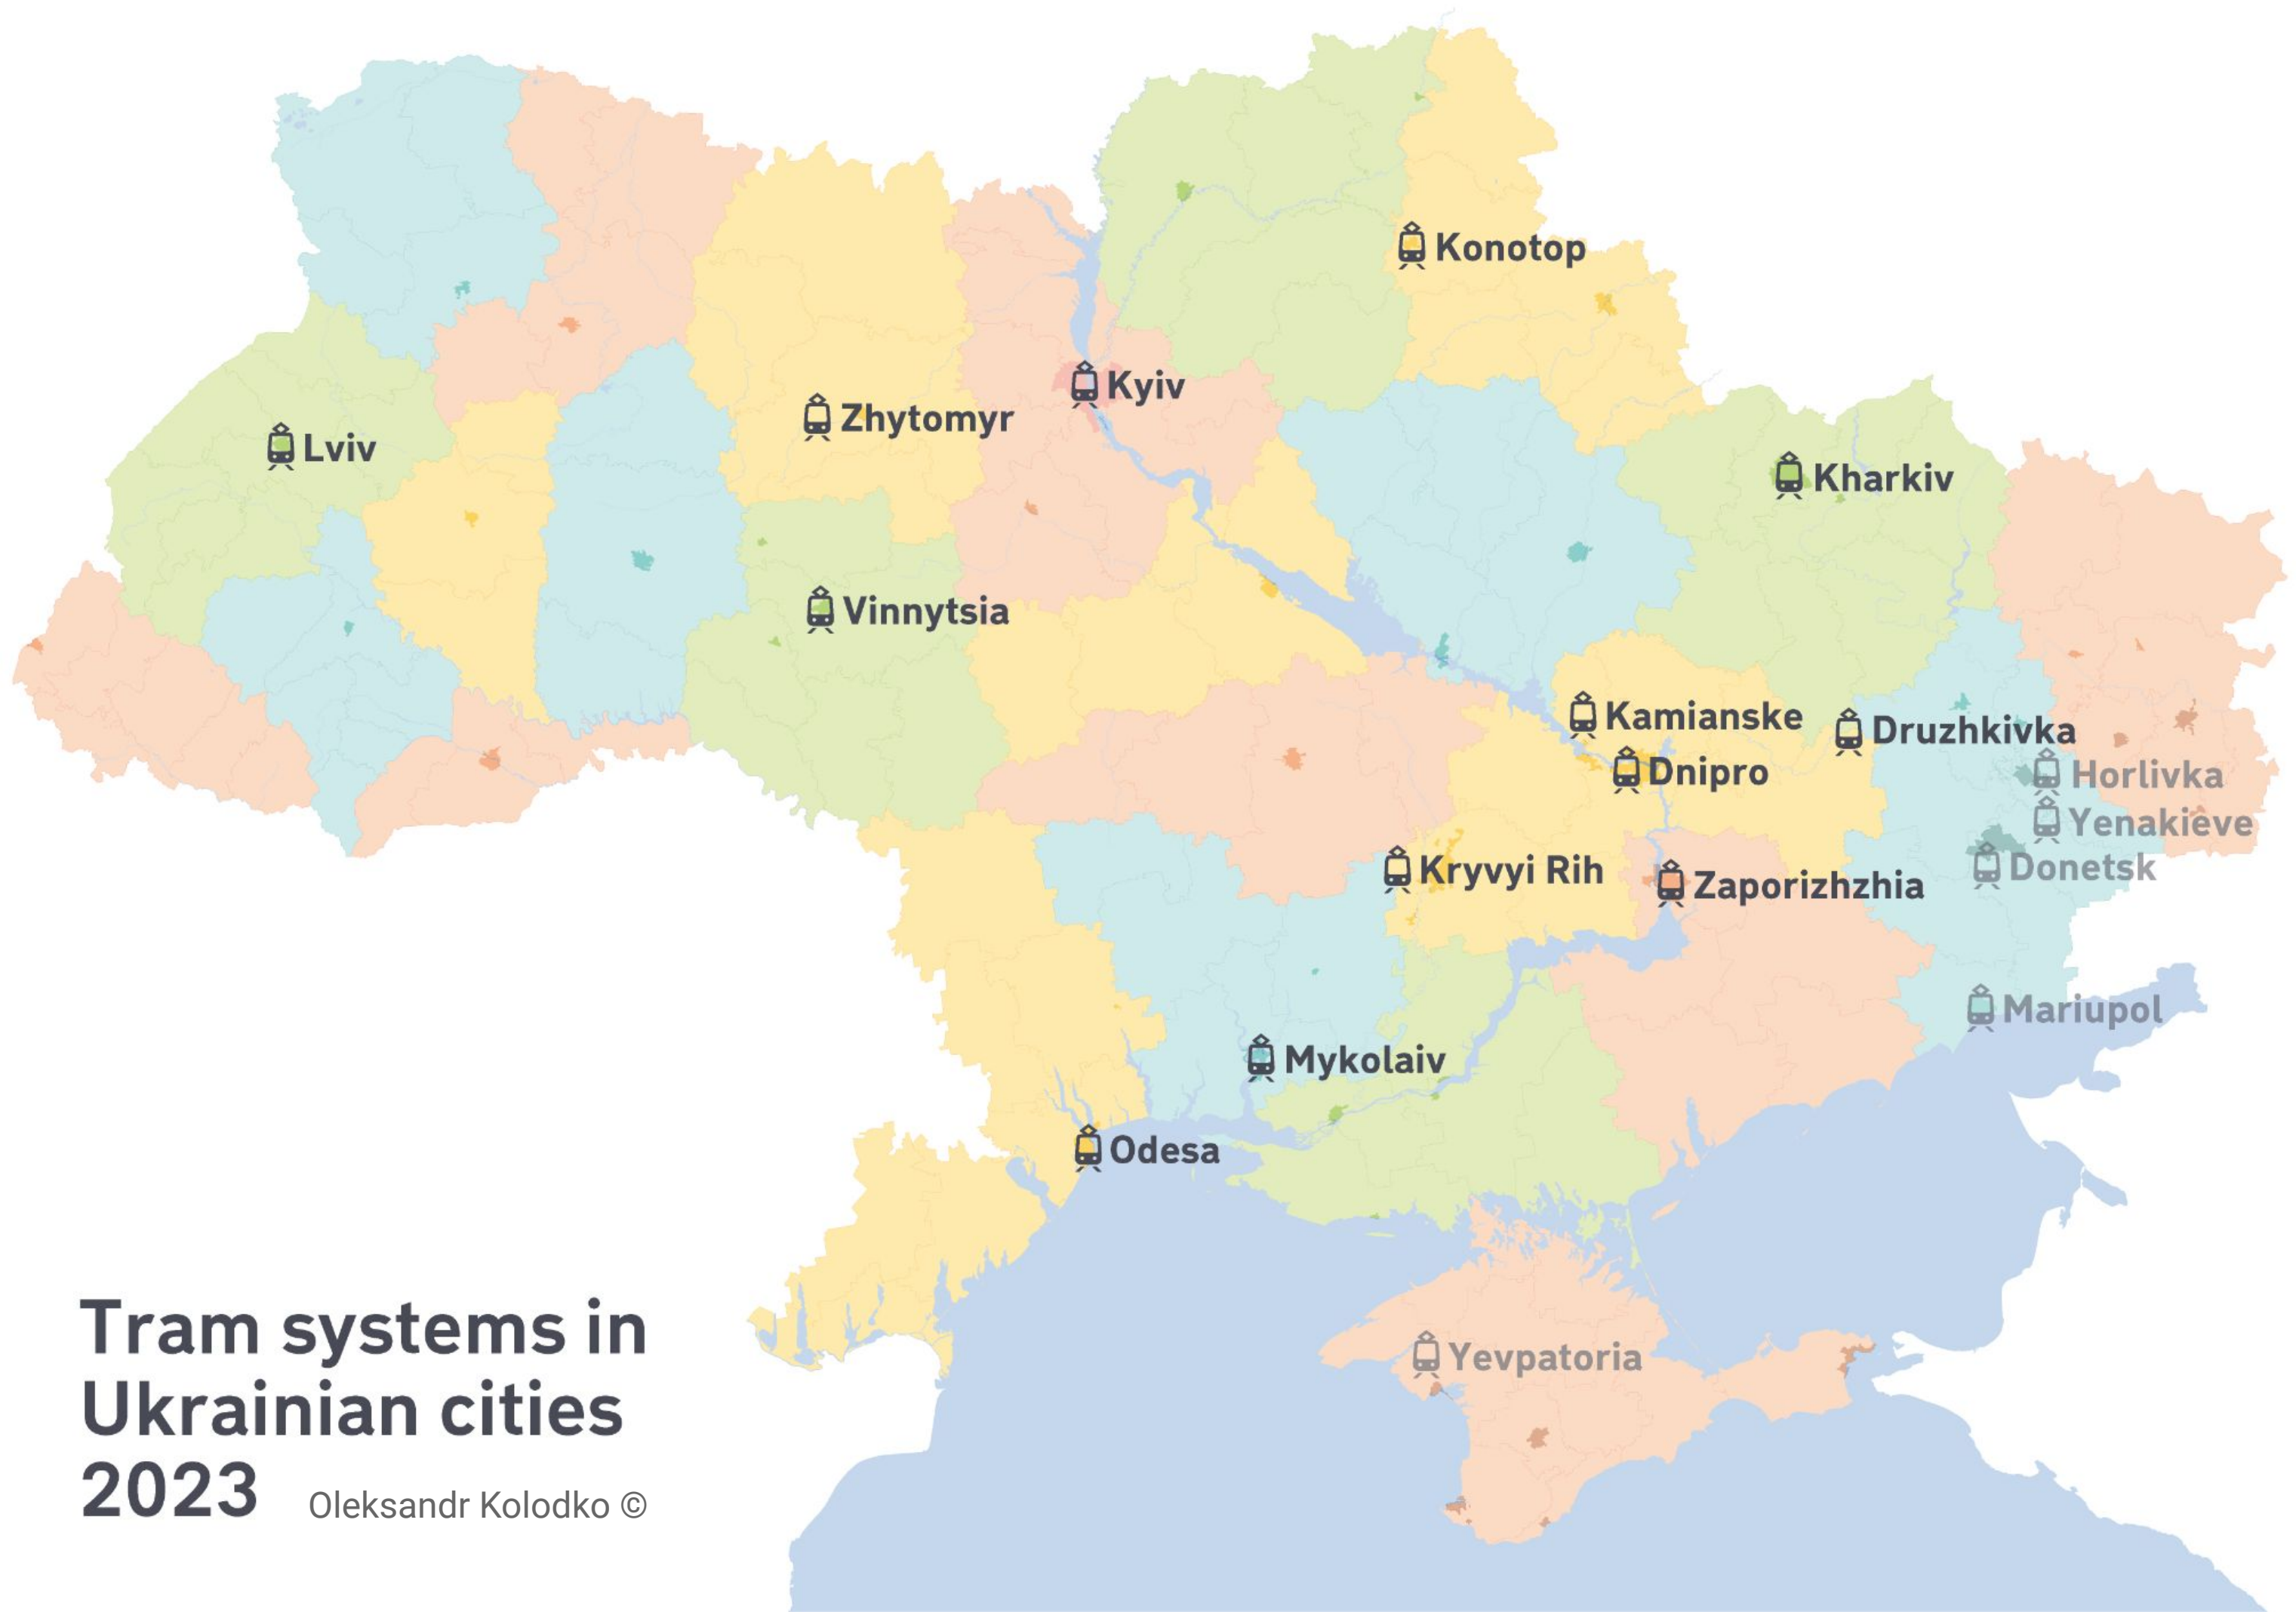 Konotop
Kyiv
Zhytomyr
Lviv
Kharkiv
Vinnytsia
Kamianske
Druzhkivka
Dnipro
Horlivka
Yenakieve
Donetsk
Kryvyi Rih
Zaporizhzhia
Mariupol
Mykolaiv
Odesa
Yevpatoria
Tram systems in
Ukrainian cities
2023 Oleksandr Kolodko ©